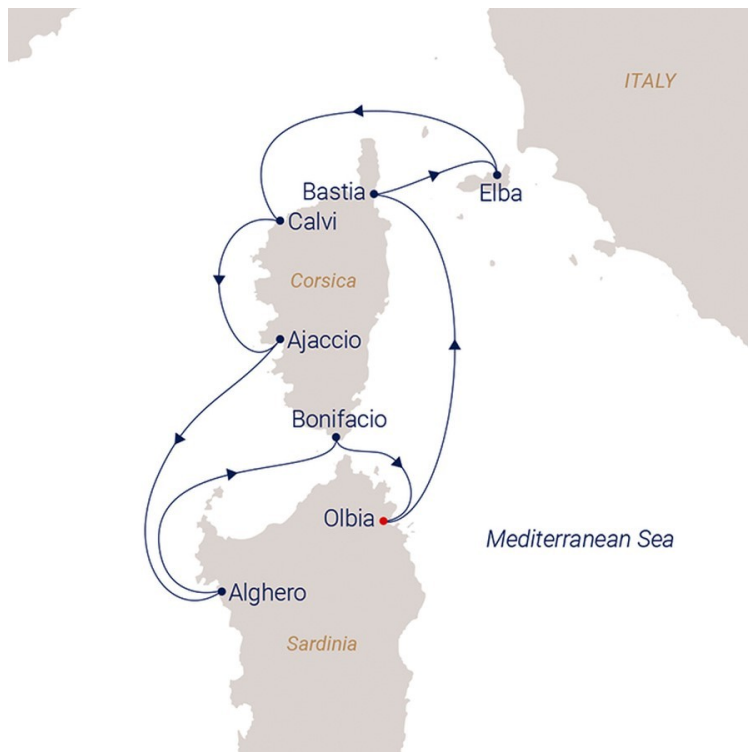 ITALY
Bastia
Elba
Calvi
Corsica
Ajaccio
Bonifacio
Olbia
Mediterranean Sea
Alghero
Sardinia